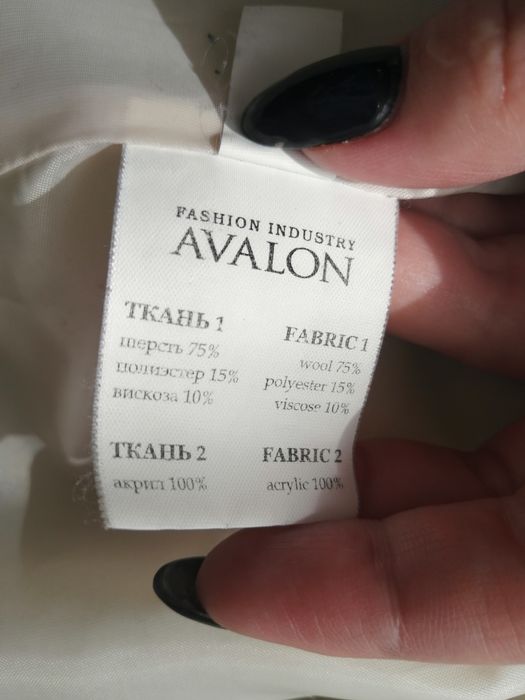 FASHION INDUSTRY
AVALON
ТКАНЬ 1
шерсть 75%
полиэстер 15%
вискоза 10%
FABRIC 1
wool 75%
polyester 15%
viscose 10%
ТКАНЬ 2
акрил 100%
FABRIC 2
acrylic 100%